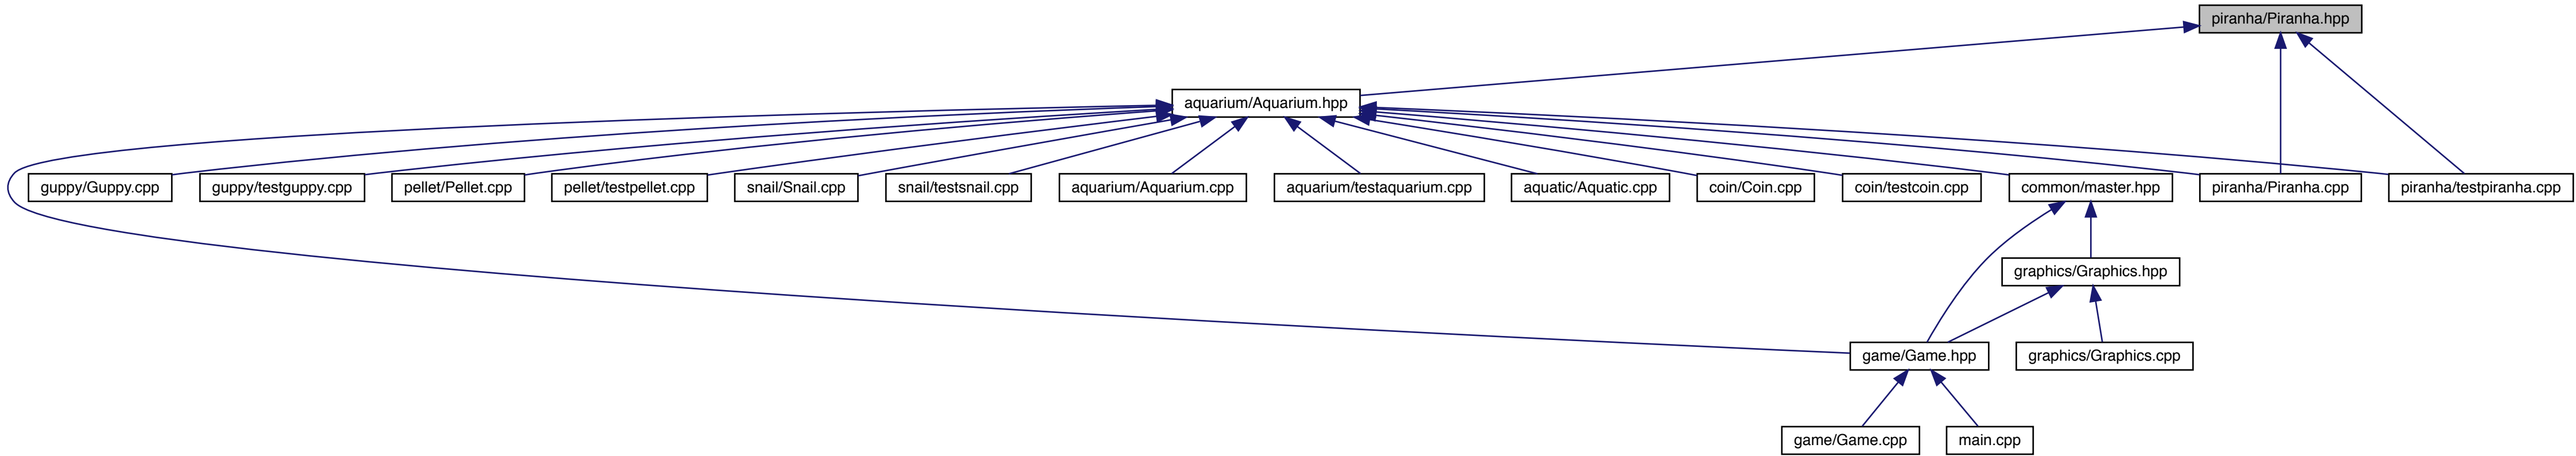 piranha/Piranha.hpp
aquarium/Aquarium.hpp
guppy/Guppy.cpp
guppy/testguppy.cpp
pellet/Pellet.cpp
pellet/testpellet.cpp
snail/Snail.cpp
snail/testsnail.cpp
aquarium/Aquarium.cpp
aquarium/testaquarium.cpp
aquatic/Aquatic.cpp
coin/Coin.cpp
coin/testcoin.cpp
common/master.hpp
piranha/Piranha.cpp
piranha/testpiranha.cpp
graphics/Graphics.hpp
game/Game.hpp
graphics/Graphics.cpp
game/Game.cpp
main.cpp